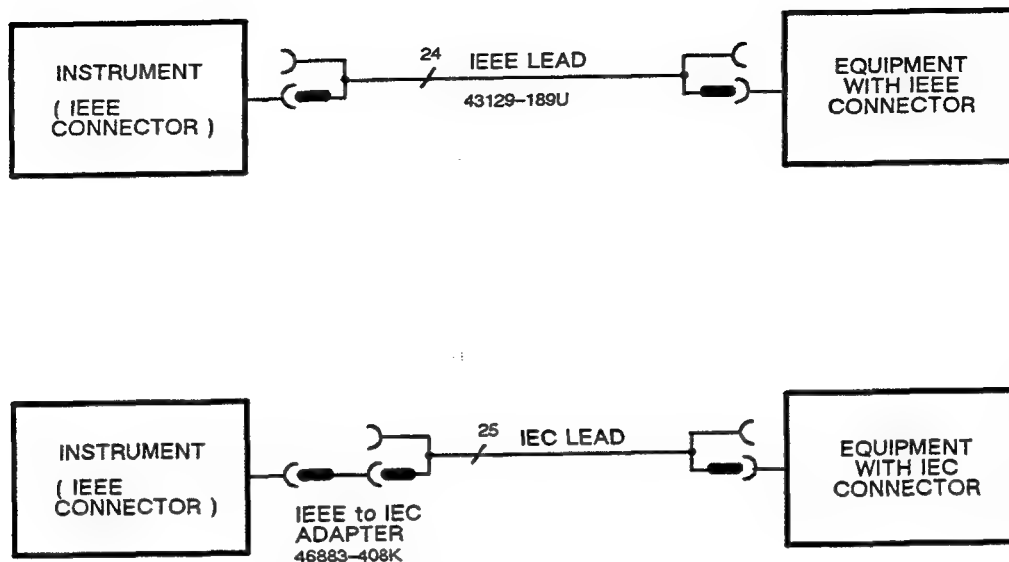 INSTRUMENT
( IEEE
CONNECTOR )
24
IEEE LEAD
43129–189U
EQUIPMENT
WITH IEEE
CONNECTOR
INSTRUMENT
( IEEE
CONNECTOR )
IEEE to IEC
ADAPTER
46883–408K
25
IEC LEAD
EQUIPMENT
WITH IEC
CONNECTOR